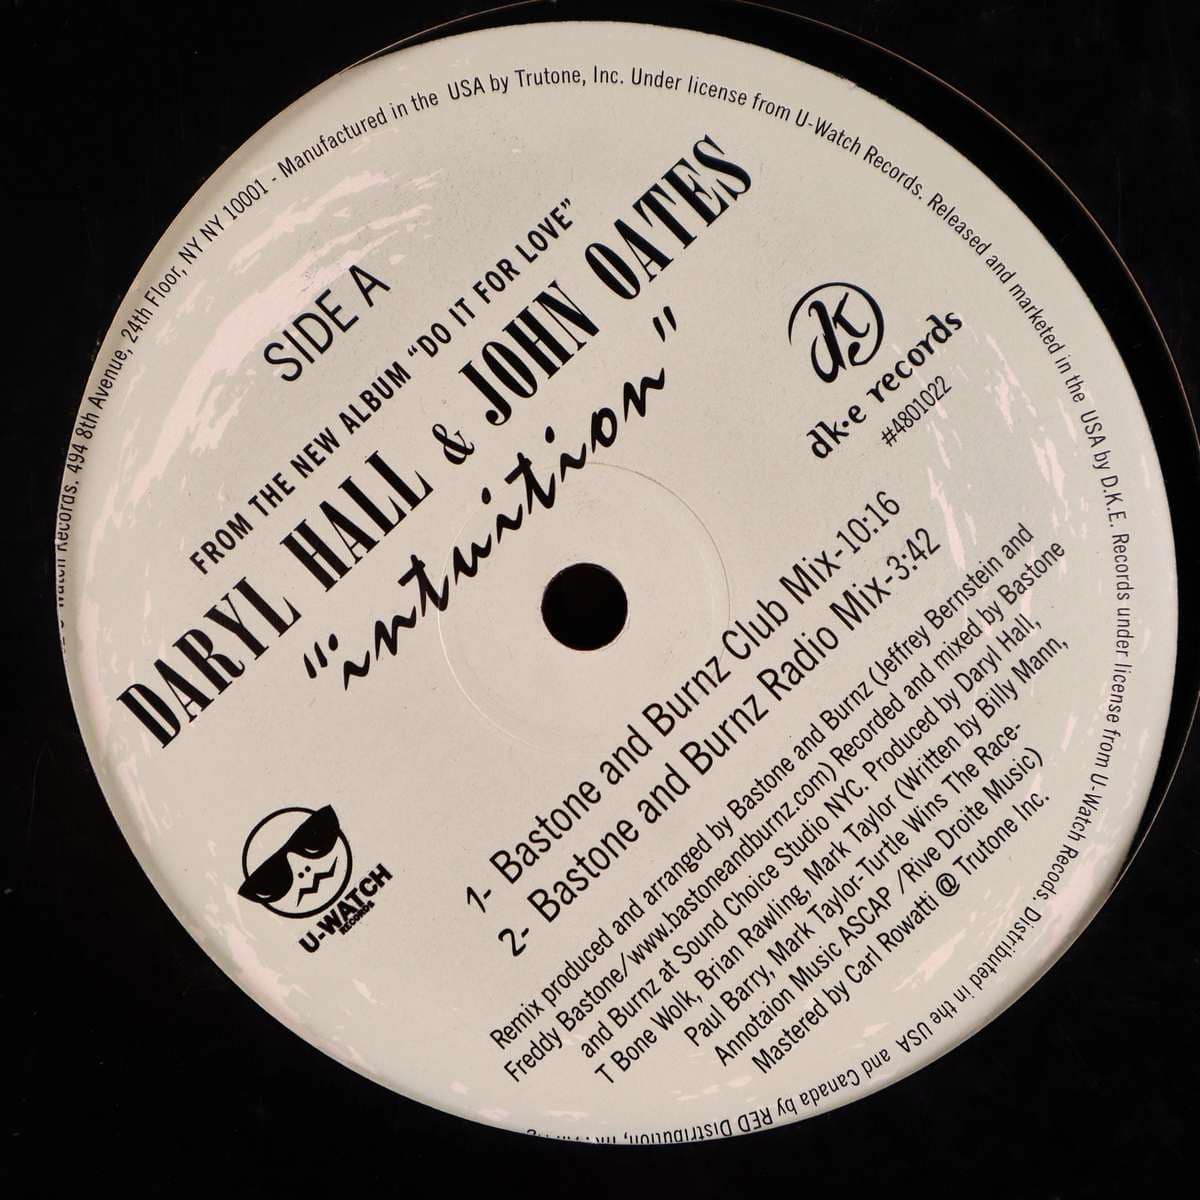 SIDE A
FROM THE NEW ALBUM "DO IT FOR LOVE"
DARYL HALL & JOHN OATES
"intuition"
dk
dk·e records
#4801022
U-WATCH
RECORDS
1- Bastone and Burnz Club Mix-10:16
2- Bastone and Burnz Radio Mix-3:42
Remix produced and arranged by Bastone and Burnz (Jeffrey Bernstein and
Freddy Bastone/www.bastoneandburnz.com) Recorded and mixed by Bastone
and Burnz at Sound Choice Studio NYC. Produced by Daryl Hall,
T Bone Wolk, Brian Rawling, Mark Taylor (Written by Billy Mann,
Paul Barry, Mark Taylor-Turtle Wins The Race-
Annotaion Music ASCAP /Rive Droite Music)
Mastered by Carl Rowatti @ Trutone Inc.
U-Watch Records. 494 8th Avenue, 24th Floor, NY NY 10001 - Manufactured in the USA by Trutone, Inc. Under license from U-Watch Records. Released and marketed in the USA by D.K.E. Records under license from U-Watch Recods. Distributed in the USA and Canada by RED Distribution,